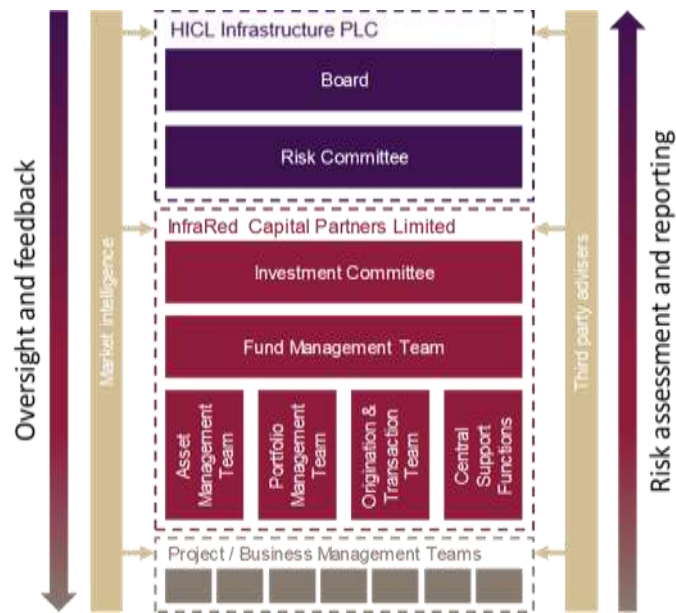 HICL Infrastructure PLC
Board
Risk Committee
InfraRed Capital Partners Limited
Investment Committee
Fund Management Team
Asset
Management
Team
Portfolio
Management
Team
Origination &
Transaction
Team
Central
Support
Functions
Project / Business Management Teams
Oversight and feedback
Market intelligence
Third party advisers
Risk assessment and reporting